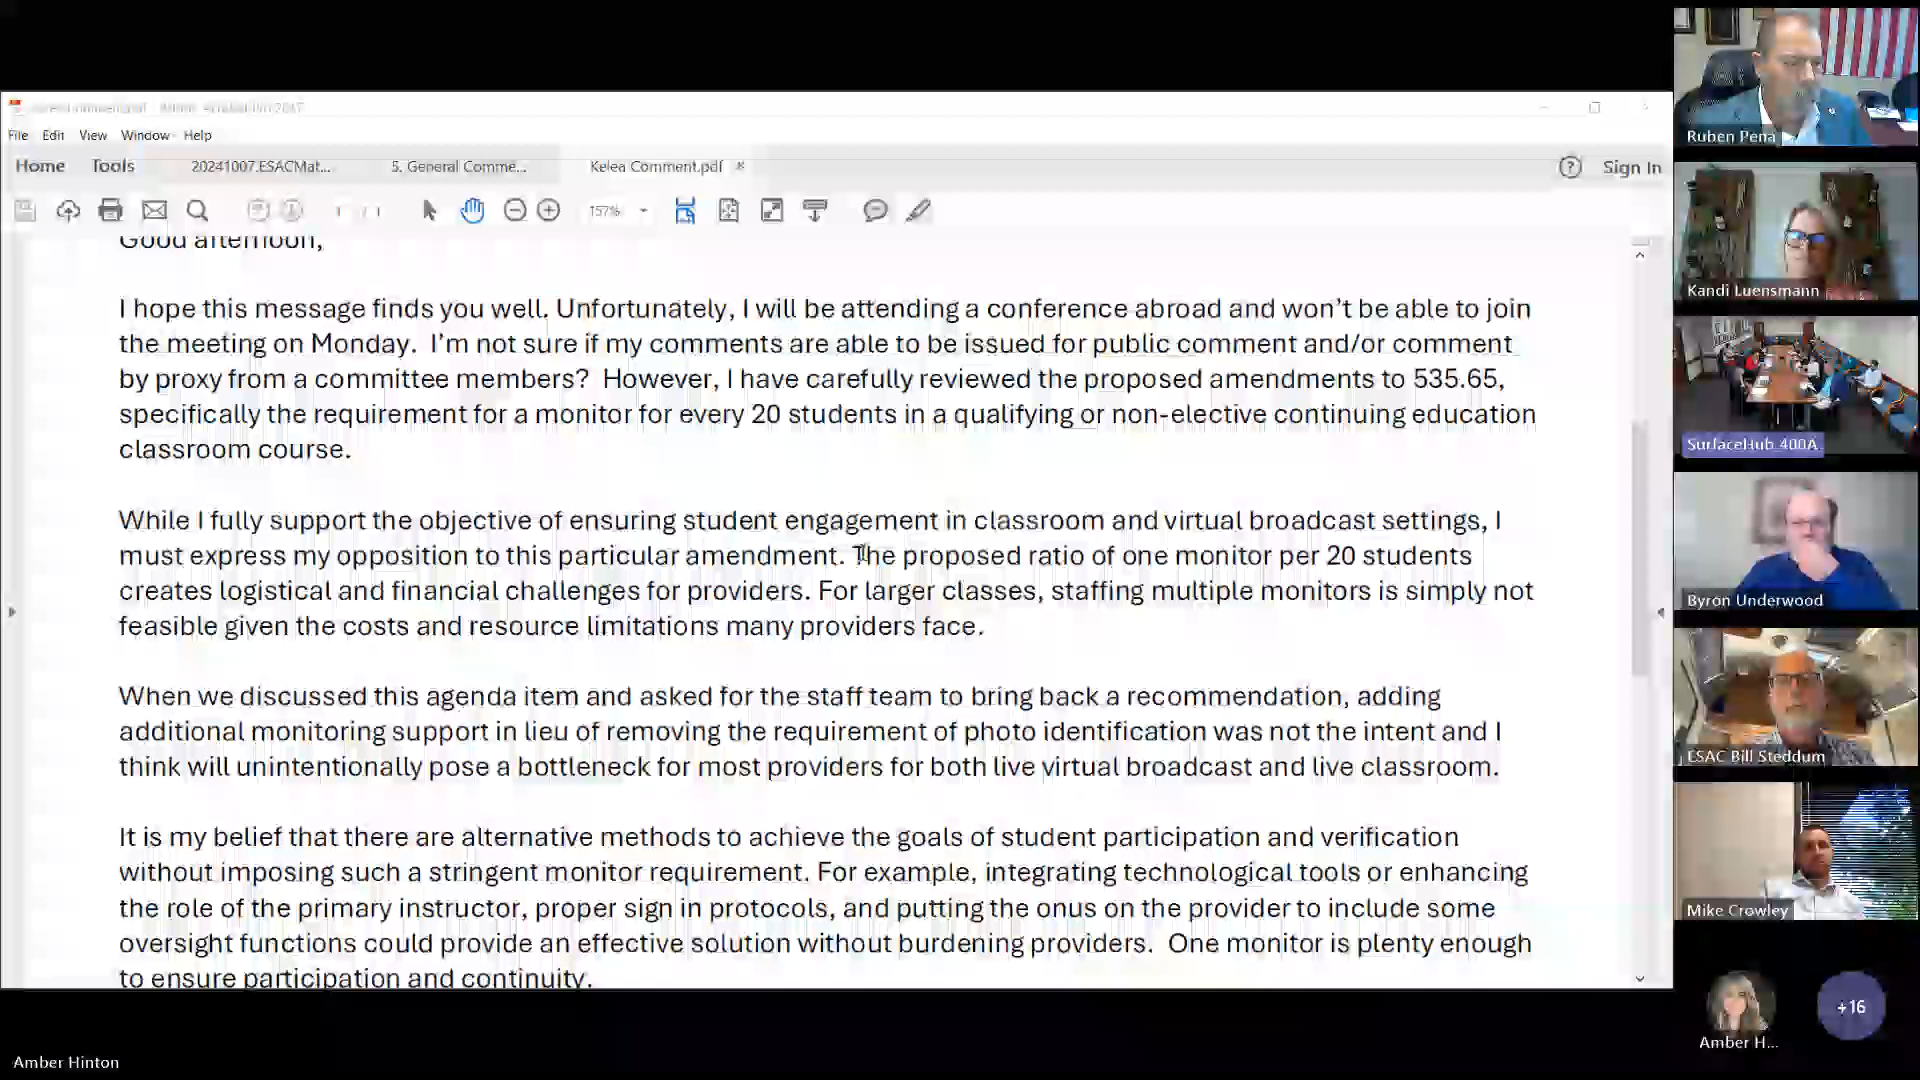 File Edit View Window Help
Home Tools 20241007.ESACMat... 5. General Comme... Kelea Comment.pdf × Sign In
157%
Good afternoon,
I hope this message finds you well. Unfortunately, I will be attending a conference abroad and won't be able to join
the meeting on Monday.  I'm not sure if my comments are able to be issued for public comment and/or comment
by proxy from a committee members?  However, I have carefully reviewed the proposed amendments to 535.65,
specifically the requirement for a monitor for every 20 students in a qualifying or non-elective continuing education
classroom course.
While I fully support the objective of ensuring student engagement in classroom and virtual broadcast settings, I
must express my opposition to this particular amendment. The proposed ratio of one monitor per 20 students
creates logistical and financial challenges for providers. For larger classes, staffing multiple monitors is simply not
feasible given the costs and resource limitations many providers face.
When we discussed this agenda item and asked for the staff team to bring back a recommendation, adding
additional monitoring support in lieu of removing the requirement of photo identification was not the intent and I
think will unintentionally pose a bottleneck for most providers for both live virtual broadcast and live classroom.
It is my belief that there are alternative methods to achieve the goals of student participation and verification
without imposing such a stringent monitor requirement. For example, integrating technological tools or enhancing
the role of the primary instructor, proper sign in protocols, and putting the onus on the provider to include some
oversight functions could provide an effective solution without burdening providers.  One monitor is plenty enough
to ensure participation and continuity.
Ruben Pena
Kandi Luensmann
SurfaceHub_400A
Byron Underwood
ESAC Bill Steddum
Mike Crowley
Amber H...
+16
Amber Hinton